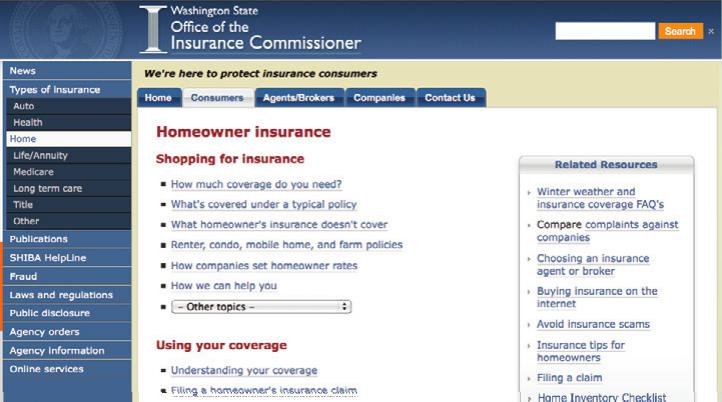 Washington State
Office of the
Insurance Commissioner
Search
×
We're here to protect insurance consumers
News
Types of Insurance
Auto
Health
Home
Life/Annuity
Medicare
Long term care
Title
Other
Publications
SHIBA HelpLine
Fraud
Laws and regulations
Public disclosure
Agency orders
Agency information
Online services
Home
Consumers
Agents/Brokers
Companies
Contact Us
Homeowner insurance
Shopping for insurance
How much coverage do you need?
What's covered under a typical policy
What homeowner's insurance doesn't cover
Renter, condo, mobile home, and farm policies
How companies set homeowner rates
How we can help you
– Other topics –
Using your coverage
Understanding your coverage
Filing a homeowner's insurance claim
Related Resources
Winter weather and
insurance coverage FAQ's
Compare complaints against
companies
Choosing an insurance
agent or broker
Buying insurance on the
internet
Avoid insurance scams
Insurance tips for
homeowners
Filing a claim
Home Inventory Checklist